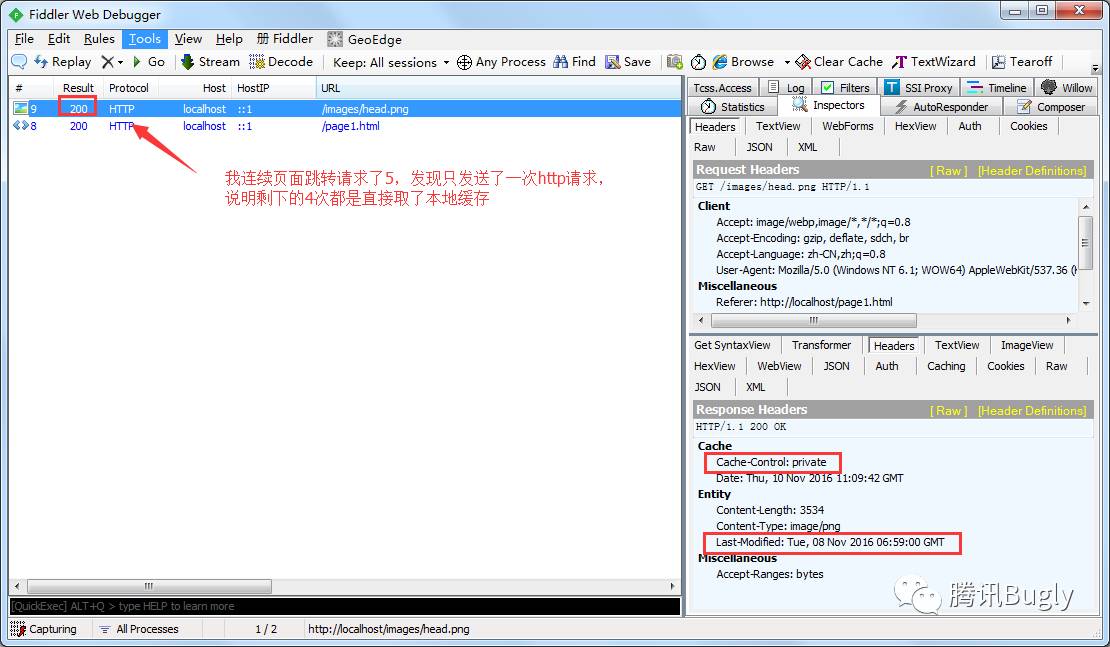 Fiddler Web Debugger
File Edit Rules Tools View Help Fiddler GeoEdge
Replay Go Stream Decode Keep: All sessions Any Process Find Save Browse Clear Cache TextWizard Tearoff
# Result Protocol Host HostIP URL
9 200 HTTP localhost ::1 /images/head.png
8 200 HTTP localhost ::1 /page1.html
我连续页面跳转请求了5，发现只发送了一次http请求，
说明剩下的4次都是直接取了本地缓存
Tcss.Access Log Filters SSI Proxy Timeline Willow
Statistics Inspectors AutoResponder Composer
Headers TextView WebForms HexView Auth Cookies
Raw JSON XML
Request Headers [ Raw ] [Header Definitions]
GET /images/head.png HTTP/1.1
Client
Accept: image/webp,image/*,*/*;q=0.8
Accept-Encoding: gzip, deflate, sdch, br
Accept-Language: zh-CN,zh;q=0.8
User-Agent: Mozilla/5.0 (Windows NT 6.1; WOW64) AppleWebKit/537.36 (
Miscellaneous
Referer: http://localhost/page1.html
Get SyntaxView Transformer Headers TextView ImageView
HexView WebView JSON Auth Caching Cookies Raw
JSON XML
Response Headers [ Raw ] [Header Definitions]
HTTP/1.1 200 OK
Cache
Cache-Control: private
Date: Thu, 10 Nov 2016 11:09:42 GMT
Entity
Content-Length: 3534
Content-Type: image/png
Last-Modified: Tue, 08 Nov 2016 06:59:00 GMT
Miscellaneous
Accept-Ranges: bytes
腾讯Bugly
[QuickExec] ALT+Q > type HELP to learn more
Capturing All Processes 1 / 2 http://localhost/images/head.png